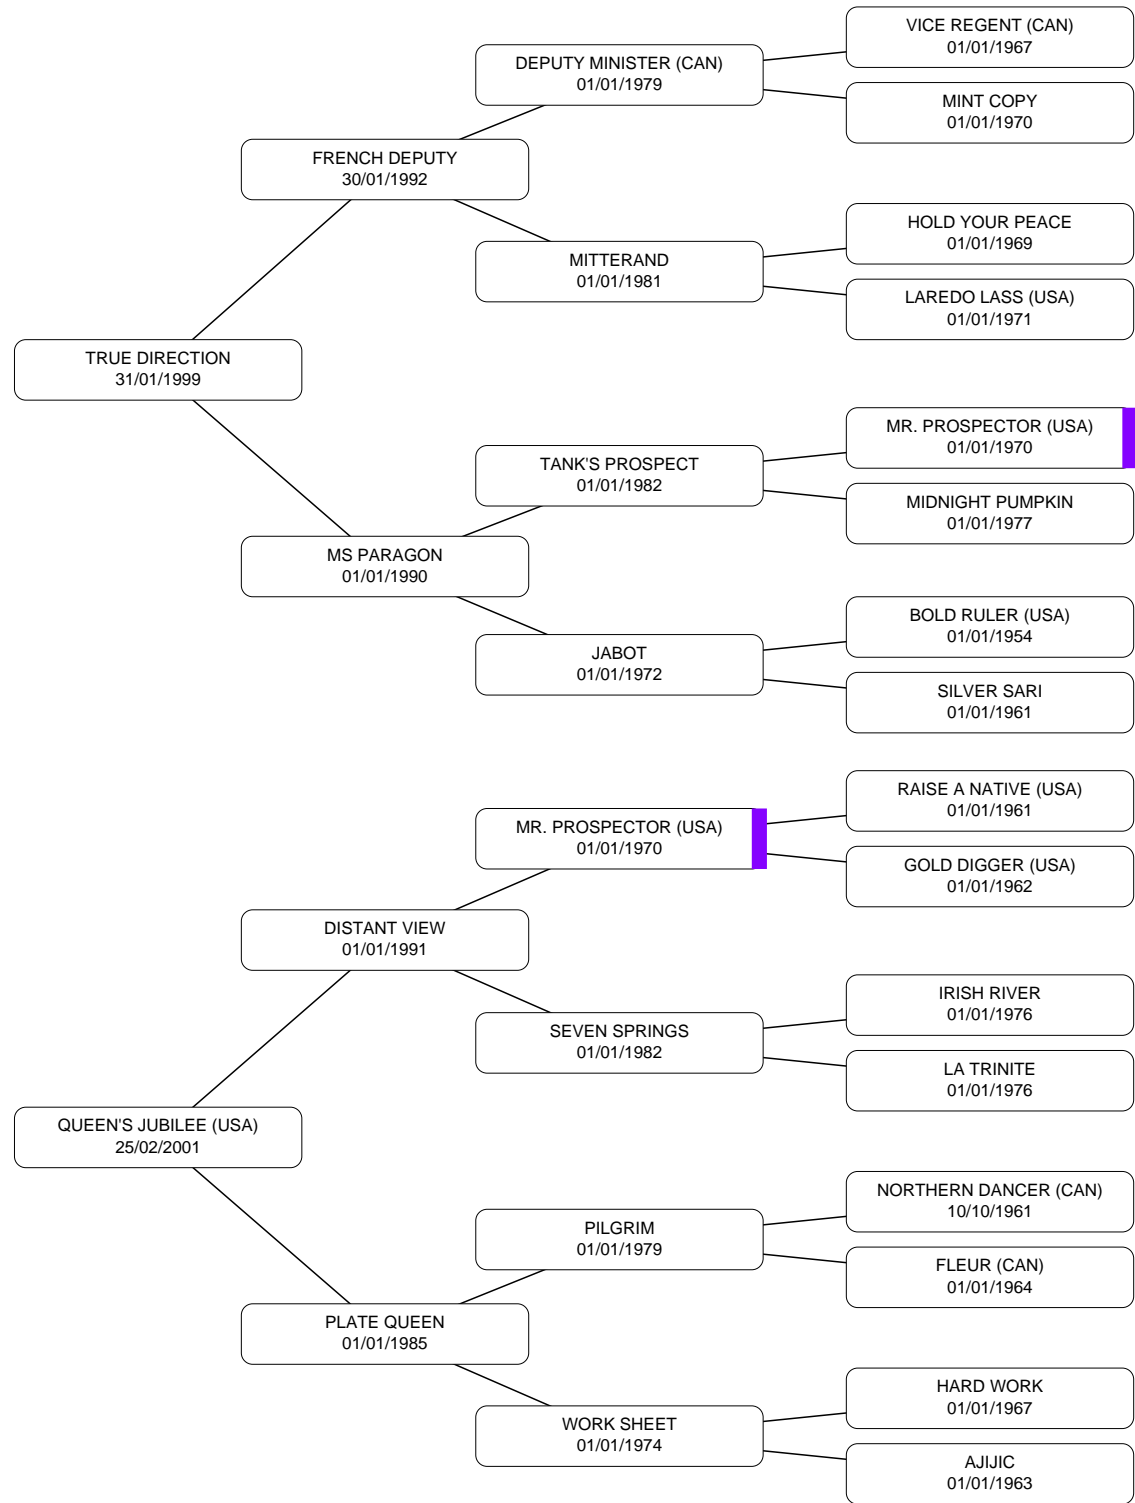 VICE REGENT (CAN)
01/01/1967
DEPUTY MINISTER (CAN)
01/01/1979
MINT COPY
01/01/1970
FRENCH DEPUTY
30/01/1992
HOLD YOUR PEACE
01/01/1969
MITTERAND
01/01/1981
LAREDO LASS (USA)
01/01/1971
TRUE DIRECTION
31/01/1999
MR. PROSPECTOR (USA)
01/01/1970
TANK'S PROSPECT
01/01/1982
MIDNIGHT PUMPKIN
01/01/1977
MS PARAGON
01/01/1990
BOLD RULER (USA)
01/01/1954
JABOT
01/01/1972
SILVER SARI
01/01/1961
RAISE A NATIVE (USA)
01/01/1961
MR. PROSPECTOR (USA)
01/01/1970
GOLD DIGGER (USA)
01/01/1962
DISTANT VIEW
01/01/1991
IRISH RIVER
01/01/1976
SEVEN SPRINGS
01/01/1982
LA TRINITE
01/01/1976
QUEEN'S JUBILEE (USA)
25/02/2001
NORTHERN DANCER (CAN)
10/10/1961
PILGRIM
01/01/1979
FLEUR (CAN)
01/01/1964
PLATE QUEEN
01/01/1985
HARD WORK
01/01/1967
WORK SHEET
01/01/1974
AJIJIC
01/01/1963